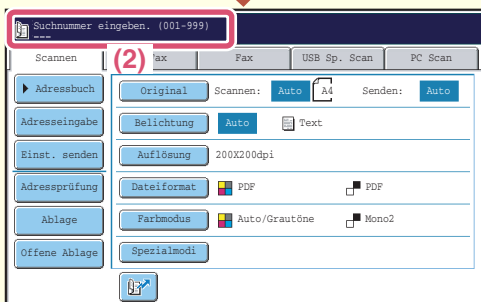 Suchnummer eingeben. (001-999)
---
(2)
Scannen
ax
Fax
USB Sp. Scan
PC Scan
Adressbuch
Original
Scannen:
Auto
A4
Senden:
Auto
Adresseingabe
Belichtung
Auto
Text
Einst. senden
Auflösung
200X200dpi
Adressprüfung
Dateiformat
PDF
PDF
Ablage
Farbmodus
Auto/Grautöne
Mono2
Offene Ablage
Spezialmodi